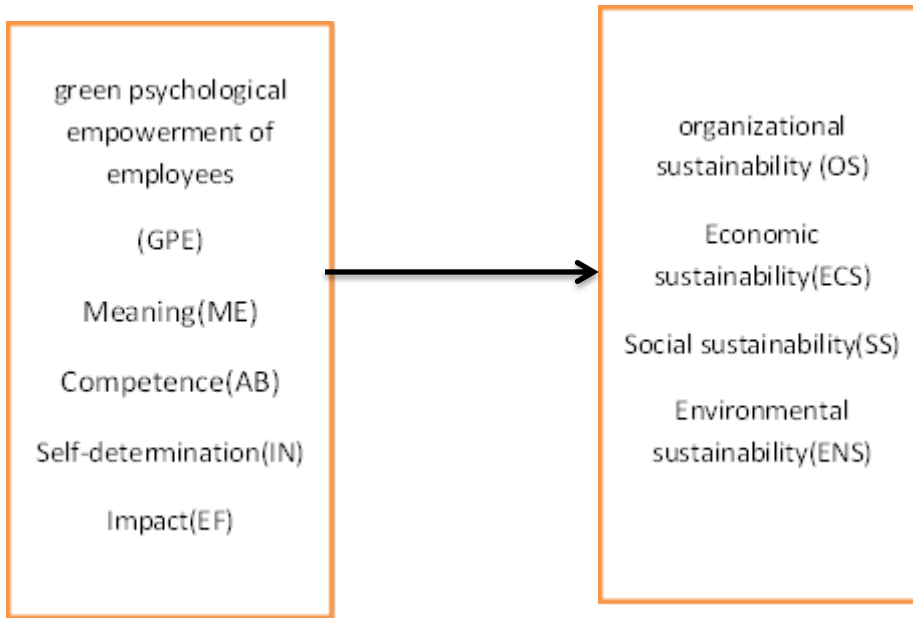 green psychological
empowerment of
employees
(GPE)
Meaning(ME)
Competence(AB)
Self-determination(IN)
Impact(EF)
organizational
sustainability (OS)
Economic
sustainability(ECS)
Social sustainability(SS)
Environmental
sustainability(ENS)